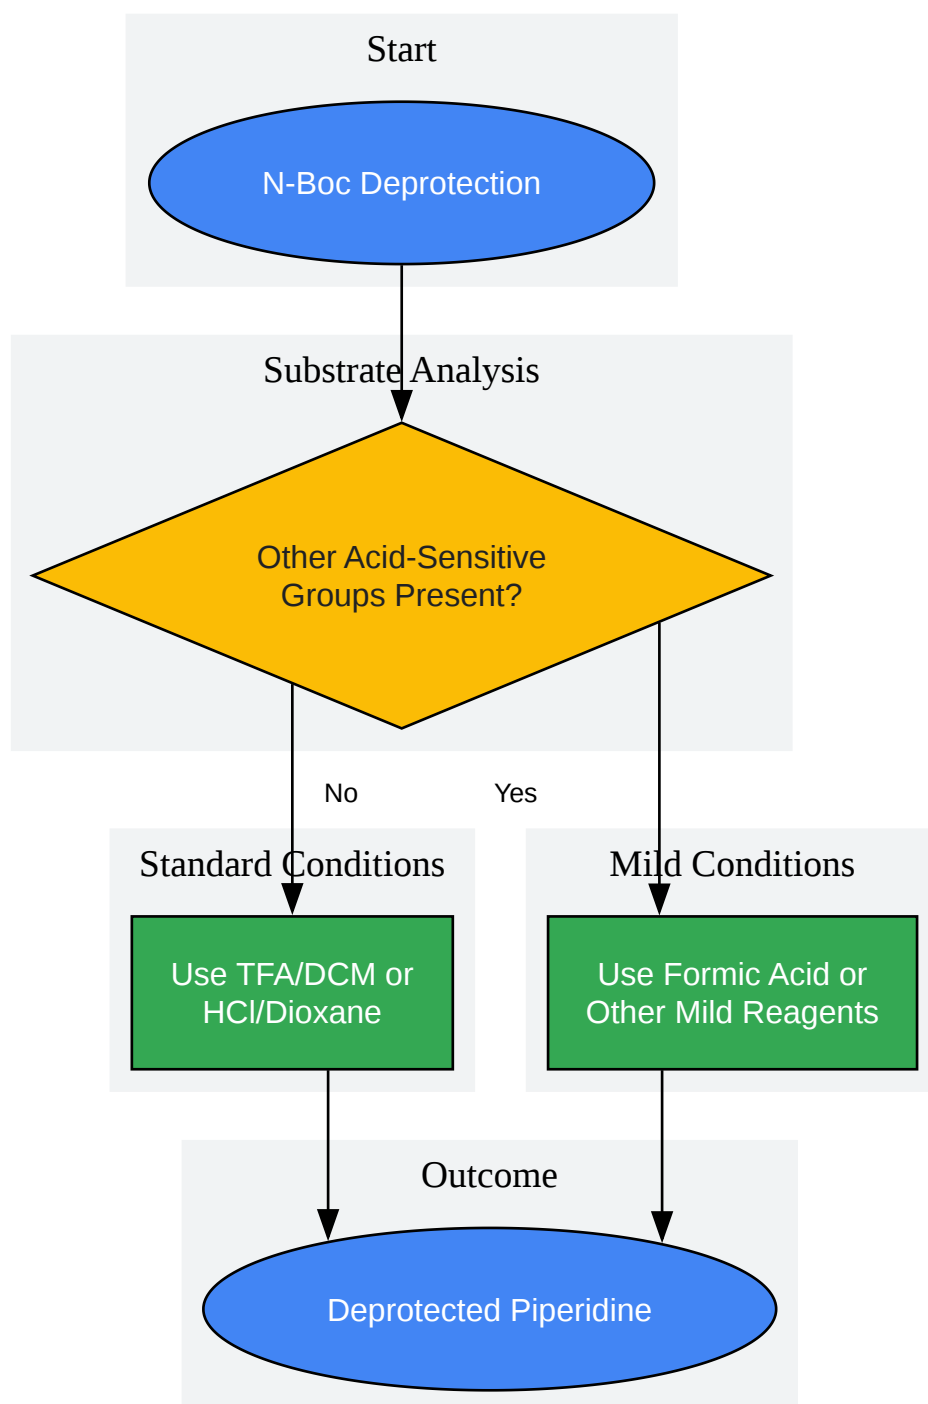 Start
N-Boc Deprotection
Substrate Analysis
Other Acid-Sensitive
Groups Present?
No
Yes
Standard Conditions
Use TFA/DCM or
HCl/Dioxane
Mild Conditions
Use Formic Acid or
Other Mild Reagents
Outcome
Deprotected Piperidine